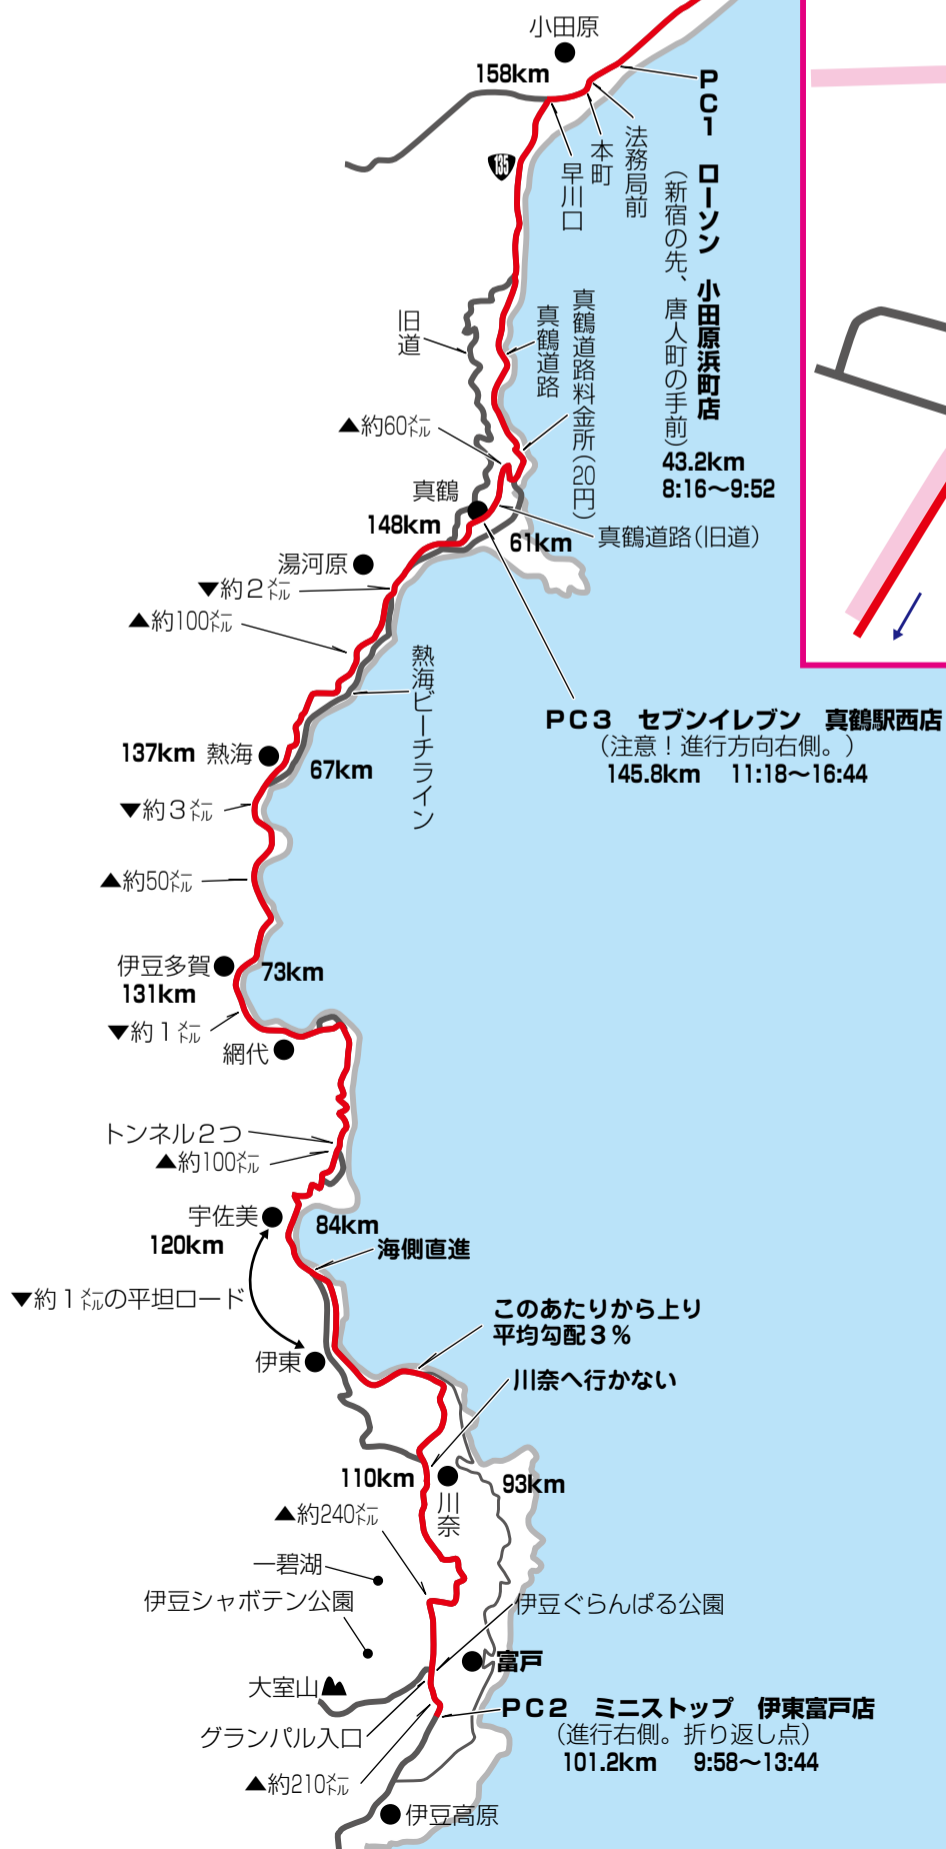 小田原
158km
PC1 ローソン 小田原浜町店
（新宿の先、唐人町の手前）
43.2km
8:16〜9:52
法務局前
本町
早川口
135
旧道
真鶴道路
真鶴道路料金所（20円）
▲約60メートル
真鶴
148km
61km
真鶴道路（旧道）
湯河原
▼約２メートル
▲約100メートル
熱海ビーチライン
PC3 セブンイレブン 真鶴駅西店
（注意！進行方向右側。）
145.8km 11:18〜16:44
137km 熱海
67km
▼約３メートル
▲約50メートル
伊豆多賀
73km
131km
▼約１メートル
網代
トンネル２つ
▲約100メートル
宇佐美
84km
120km
海側直進
▼約１メートルの平坦ロード
このあたりから上り
平均勾配３％
伊東
川奈へ行かない
110km
川奈
93km
▲約240メートル
一碧湖
伊豆シャボテン公園
伊豆ぐらんぱる公園
富戸
大室山
PC2 ミニストップ 伊東富戸店
（進行右側。折り返し点）
101.2km 9:58〜13:44
グランパル入口
▲約210メートル
伊豆高原